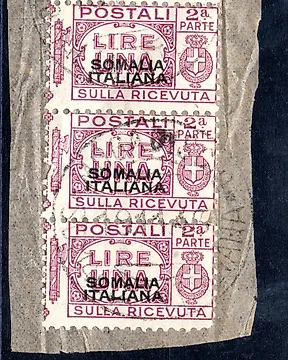 POSTALI 2ª
LIRE PARTE
UNA
SOMALIA
ITALIANA
SULLA RICEVUTA
POSTALI 2ª
LIRE PARTE
UNA
SOMALIA
ITALIANA
SULLA RICEVUTA
POSTALI 2ª
LIRE PARTE
UNA
SOMALIA
ITALIANA
SULLA RICEVUTA